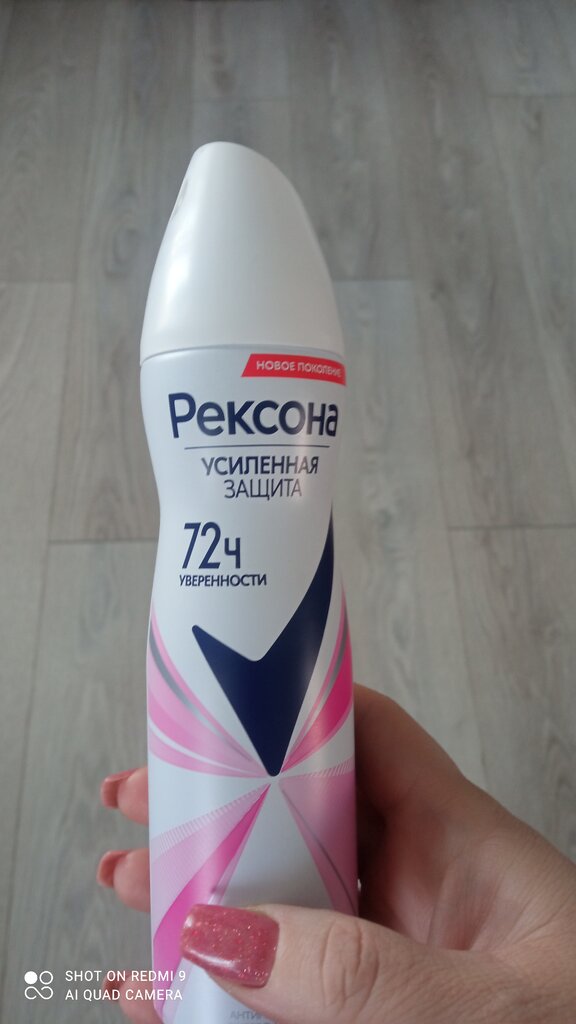 НОВОЕ ПОКОЛЕНИЕ
Рексона
УСИЛЕННАЯ
ЗАЩИТА
72ч
УВЕРЕННОСТИ
SHOT ON REDMI 9
AI QUAD CAMERA